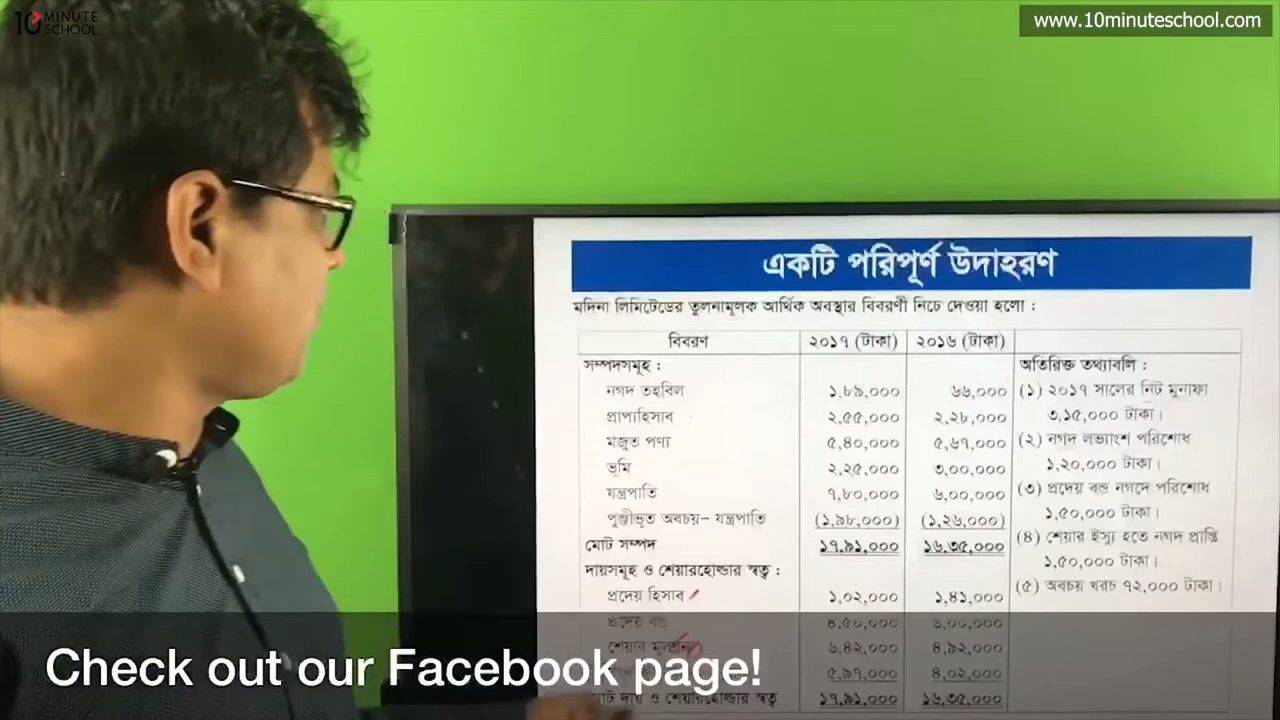 10 MINUTE SCHOOL
www.10minuteschool.com
একটি পরিপূর্ণ উদাহরণ
মদিনা লিমিটেডের তুলনামূলক আর্থিক অবস্থার বিবরণী নিচে দেওয়া হলো :
বিবরণ ২০১৭ (টাকা) ২০১৬ (টাকা)
সম্পদসমূহ : অতিরিক্ত তথ্যাবলি :
নগদ তহবিল ১,৮৯,০০০ ৬৬,০০০ (১) ২০১৭ সালের নিট মুনাফা
প্রাপ্যহিসাব ২,৫৫,০০০ ২,২৮,০০০ ৩,১৫,০০০ টাকা।
মজুত পণ্য ৫,৪০,০০০ ৫,৬৭,০০০ (২) নগদ লভ্যাংশ পরিশোধ
ভূমি ২,২৫,০০০ ৩,০০,০০০ ১,২০,০০০ টাকা।
যন্ত্রপাতি ৭,৮০,০০০ ৬,০০,০০০ (৩) প্রদেয় বন্ড নগদে পরিশোধ
পুঞ্জীভূত অবচয়– যন্ত্রপাতি (১,৯৮,০০০) (১,২৬,০০০) ১,৫০,০০০ টাকা।
মোট সম্পদ ১৭,৯১,০০০ ১৬,৩৫,০০০ (৪) শেয়ার ইস্যু হতে নগদ প্রাপ্তি
দায়সমূহ ও শেয়ারহোল্ডার স্বত্ব : ১,৫০,০০০ টাকা।
প্রদেয় হিসাব ১,০২,০০০ ১,৪১,০০০ (৫) অবচয় খরচ ৭২,০০০ টাকা।
প্রদেয় বন্ড ৪,৫০,০০০ ৬,০০,০০০
শেয়ার মূলধন ৬,৪২,০০০ ৪,৯২,০০০
৫,৯৭,০০০ ৪,০২,০০০
মোট দায় ও শেয়ারহোল্ডার স্বত্ব ১৭,৯১,০০০ ১৬,৩৫,০০০
Check out our Facebook page!